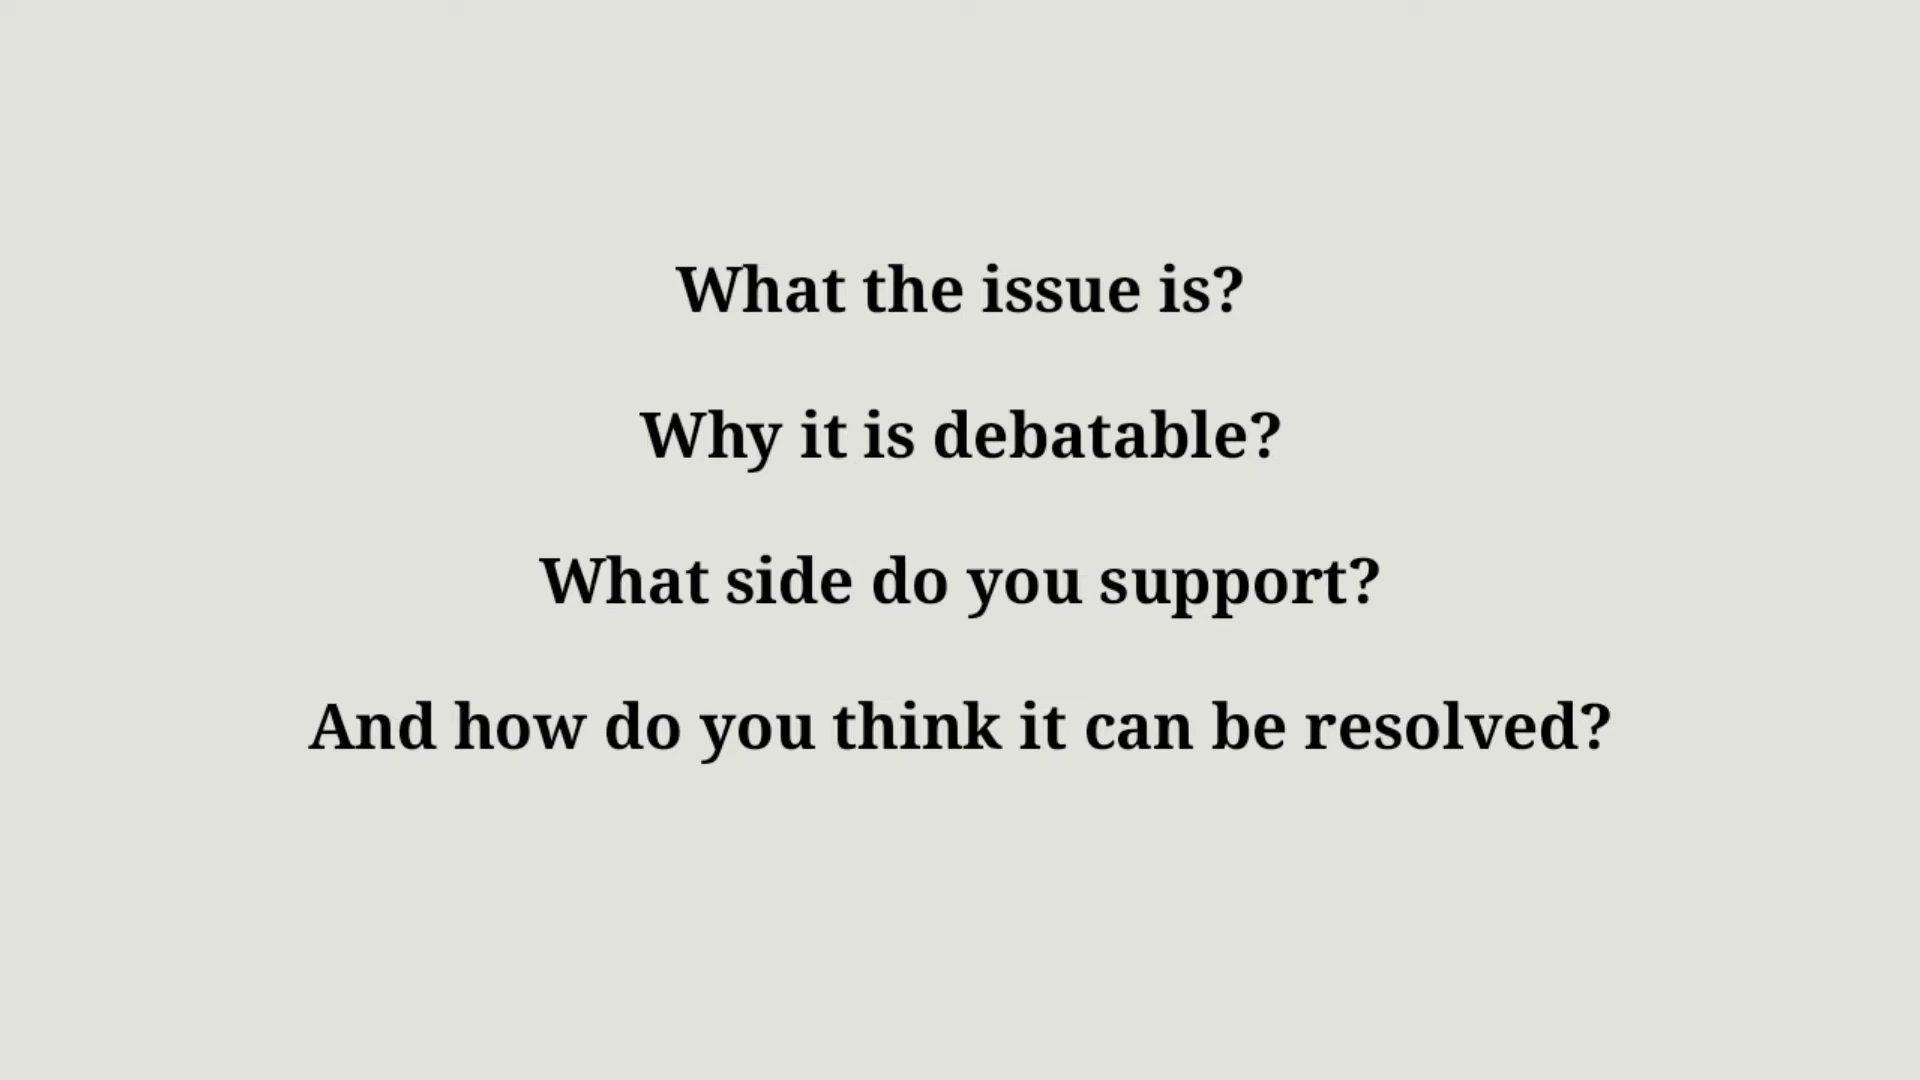 What the issue is?
Why it is debatable?
What side do you support?
And how do you think it can be resolved?